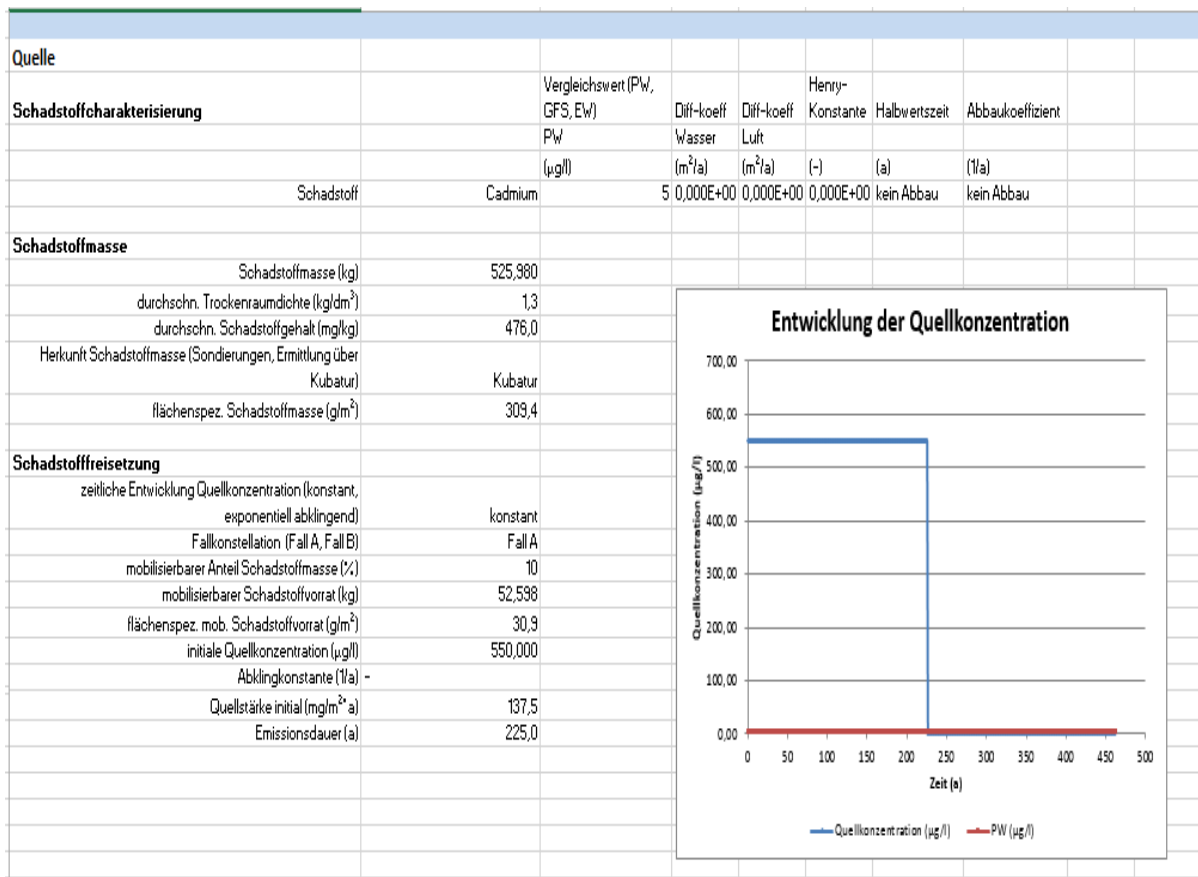 Quelle
Schadstoffcharakterisierung
Vergleichswert (PW,
GFS, EW)
PW
(µg/l)
Diff-koeff
Wasser
(m²/a)
Diff-koeff
Luft
(m²/a)
Henry-
Konstante
(-)
Halbwertszeit
(a)
Abbaukoeffizient
(1/a)
Schadstoff Cadmium 5 0,000E+00 0,000E+00 0,000E+00 kein Abbau kein Abbau
Schadstoffmasse
Schadstoffmasse (kg) 525,980
durchschn. Trockenraumdichte (kg/dm³) 1,3
durchschn. Schadstoffgehalt (mg/kg) 476,0
Herkunft Schadstoffmasse (Sondierungen, Ermittlung über
Kubatur) Kubatur
flächenspez. Schadstoffmasse (g/m²) 309,4
Schadstofffreisetzung
zeitliche Entwicklung Quellkonzentration (konstant,
exponentiell abklingend) konstant
Fallkonstellation (Fall A, Fall B) Fall A
mobilisierbarer Anteil Schadstoffmasse (%) 10
mobilisierbarer Schadstoffvorrat (kg) 52,598
flächenspez. mob. Schadstoffvorrat (g/m²) 30,9
initiale Quellkonzentration (µg/l) 550,000
Abklingkonstante (1/a) -
Quellstärke initial (mg/m²*a) 137,5
Emissionsdauer (a) 225,0
Entwicklung der Quellkonzentration
Quellkonzentration (µg/l)
700,00
600,00
500,00
400,00
300,00
200,00
100,00
0,00
0 50 100 150 200 250 300 350 400 450 500
Zeit (a)
Quellkonzentration (µg/l) PW (µg/l)